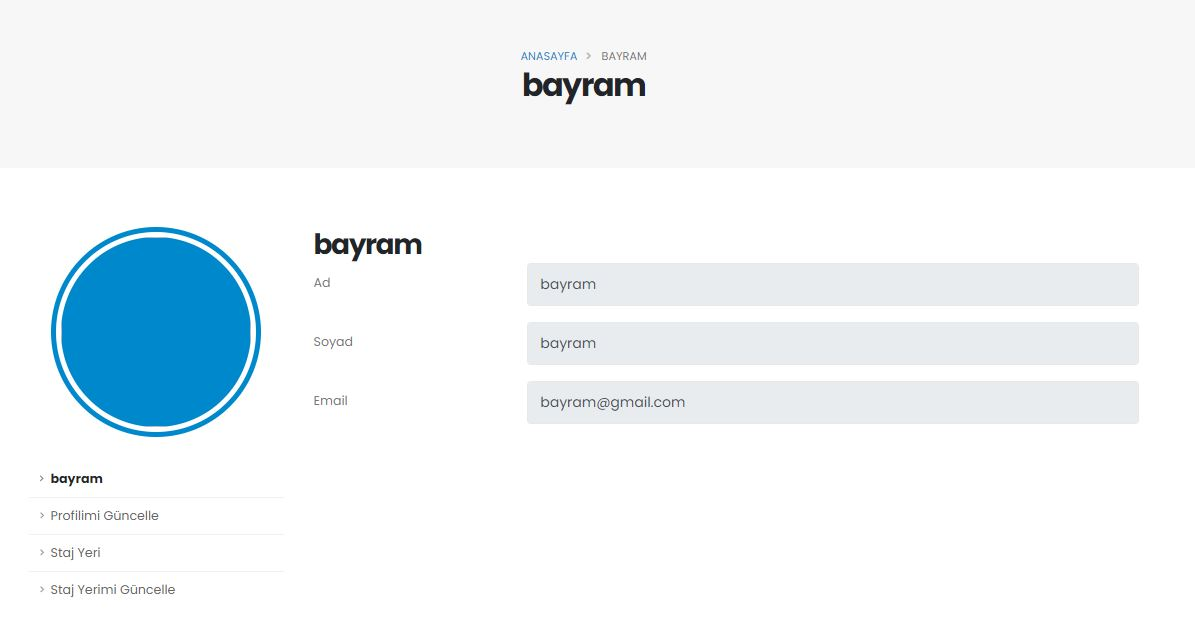 ANASAYFA > BAYRAM
bayram
bayram
Ad
bayram
Soyad
bayram
Email
bayram@gmail.com
> bayram
> Profilimi Güncelle
> Staj Yeri
> Staj Yerimi Güncelle